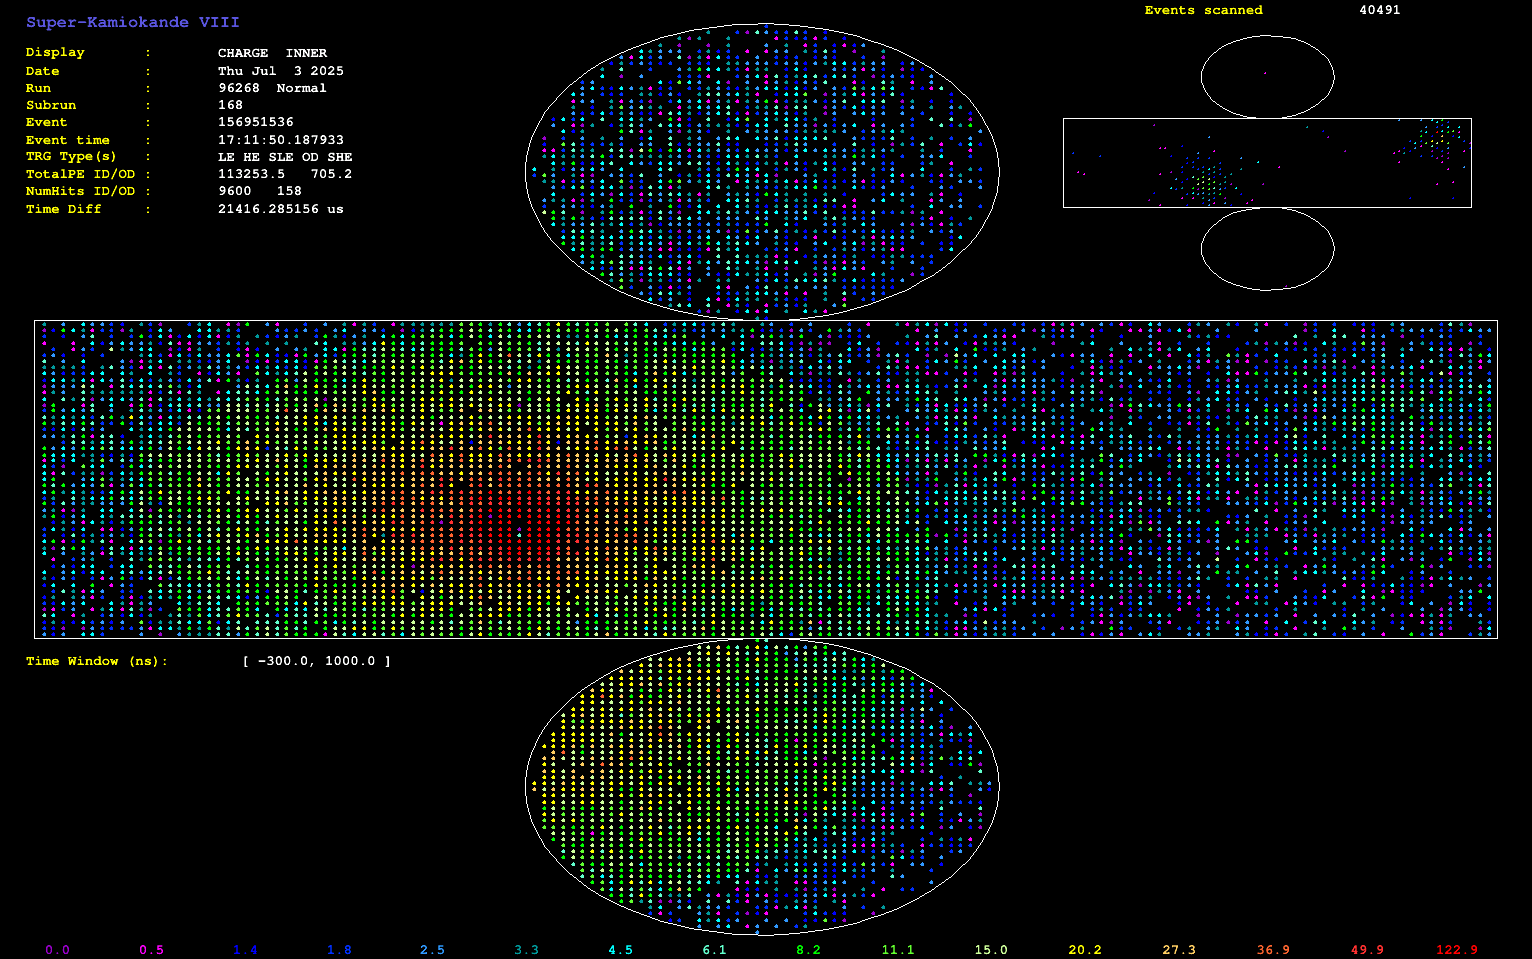 Super-Kamiokande VIII
Display : CHARGE INNER
Date : Thu Jul 3 2025
Run : 96268 Normal
Subrun : 168
Event : 156951536
Event time : 17:11:50.187933
TRG Type(s) : LE HE SLE OD SHE
TotalPE ID/OD : 113253.5 705.2
NumHits ID/OD : 9600 158
Time Diff : 21416.285156 us
Events scanned 40491
Time Window (ns): [ -300.0, 1000.0 ]
0.0 0.5 1.4 1.8 2.5 3.3 4.5 6.1 8.2 11.1 15.0 20.2 27.3 36.9 49.9 122.9